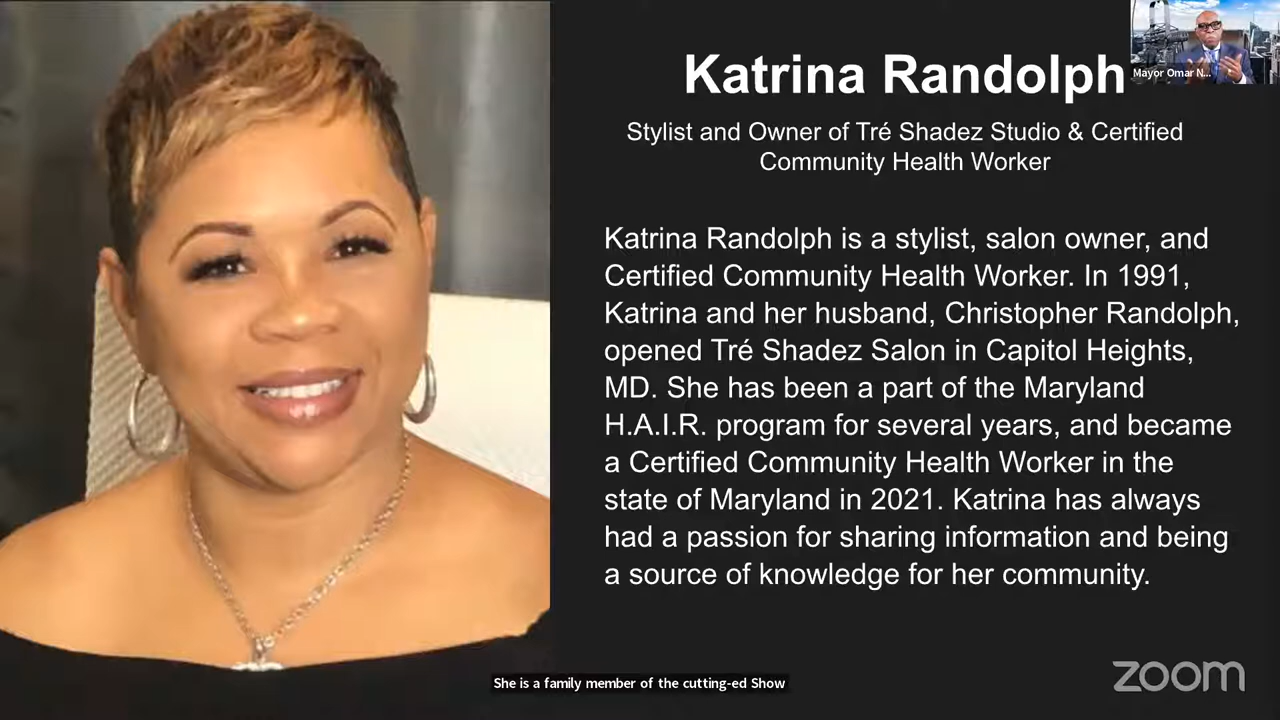 Katrina Randolph
Mayor Omar N...
Stylist and Owner of Tré Shadez Studio & Certified
Community Health Worker
Katrina Randolph is a stylist, salon owner, and
Certified Community Health Worker. In 1991,
Katrina and her husband, Christopher Randolph,
opened Tré Shadez Salon in Capitol Heights,
MD. She has been a part of the Maryland
H.A.I.R. program for several years, and became
a Certified Community Health Worker in the
state of Maryland in 2021. Katrina has always
had a passion for sharing information and being
a source of knowledge for her community.
She is a family member of the cutting-ed Show
zoom